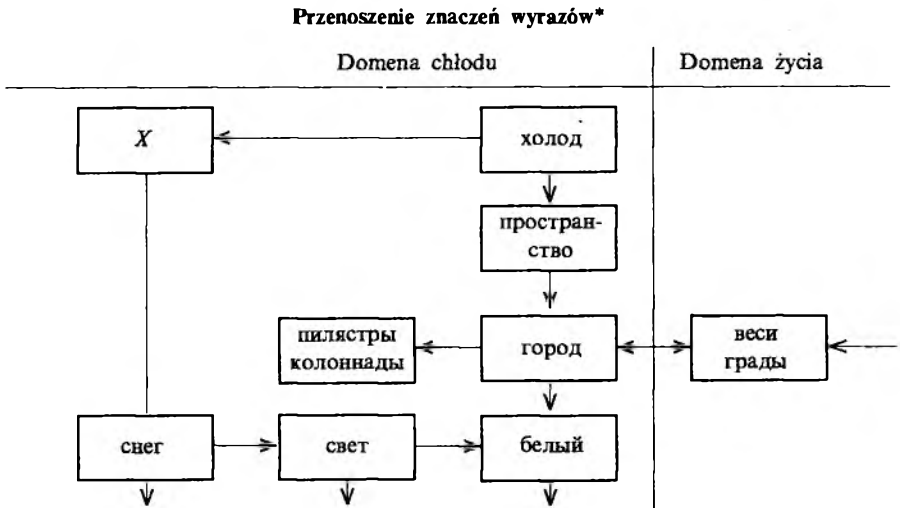 Przenoszenie znaczeń wyrazów*
Domena chłodu
Domena życia
X
холод
простран-
ство
пилястры
колоннады
город
веси
грады
снег
свет
белый